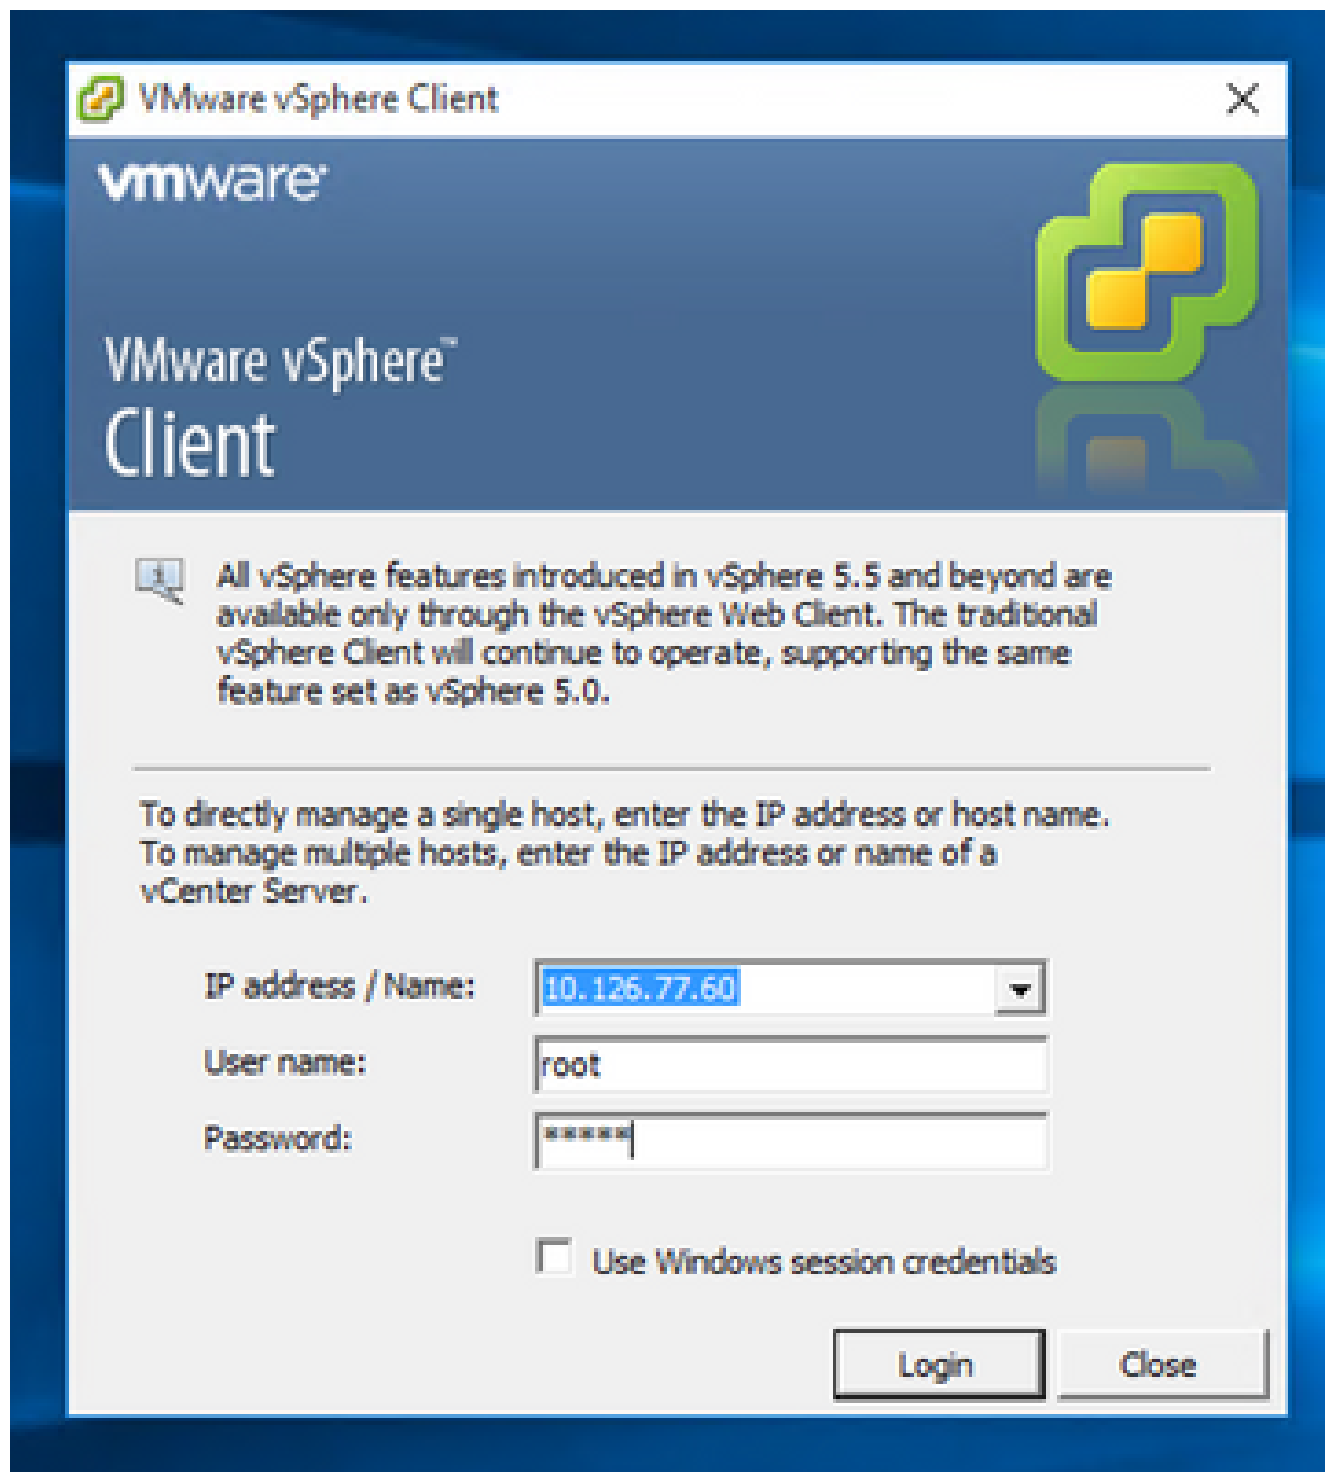 VMware vSphere Client
vmware®
VMware vSphere™
Client
All vSphere features introduced in vSphere 5.5 and beyond are
available only through the vSphere Web Client. The traditional
vSphere Client will continue to operate, supporting the same
feature set as vSphere 5.0.
To directly manage a single host, enter the IP address or host name.
To manage multiple hosts, enter the IP address or name of a
vCenter Server.
IP address / Name: 10.126.77.60
User name: root
Password: *****
Use Windows session credentials
Login Close